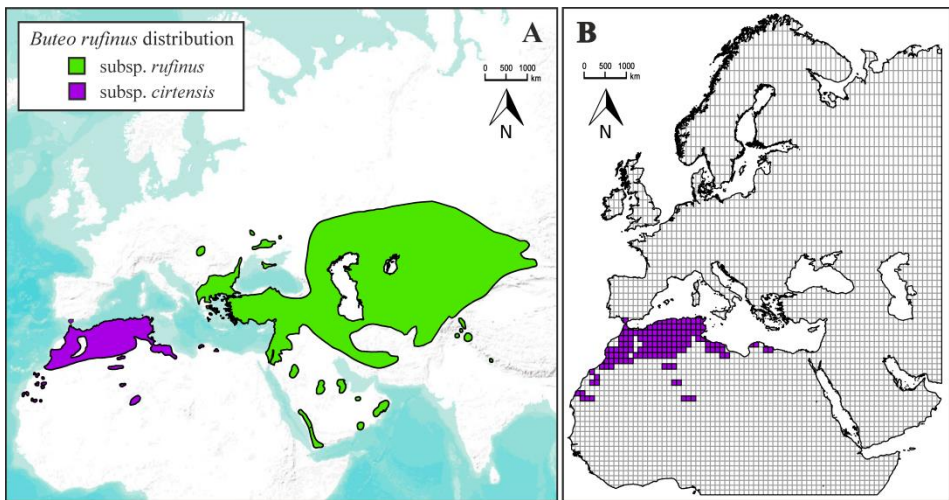 Buteo rufinus distribution
subsp. rufinus
subsp. cirtensis
A
0 500 1000
km
N
B
0 500 1000
km
N